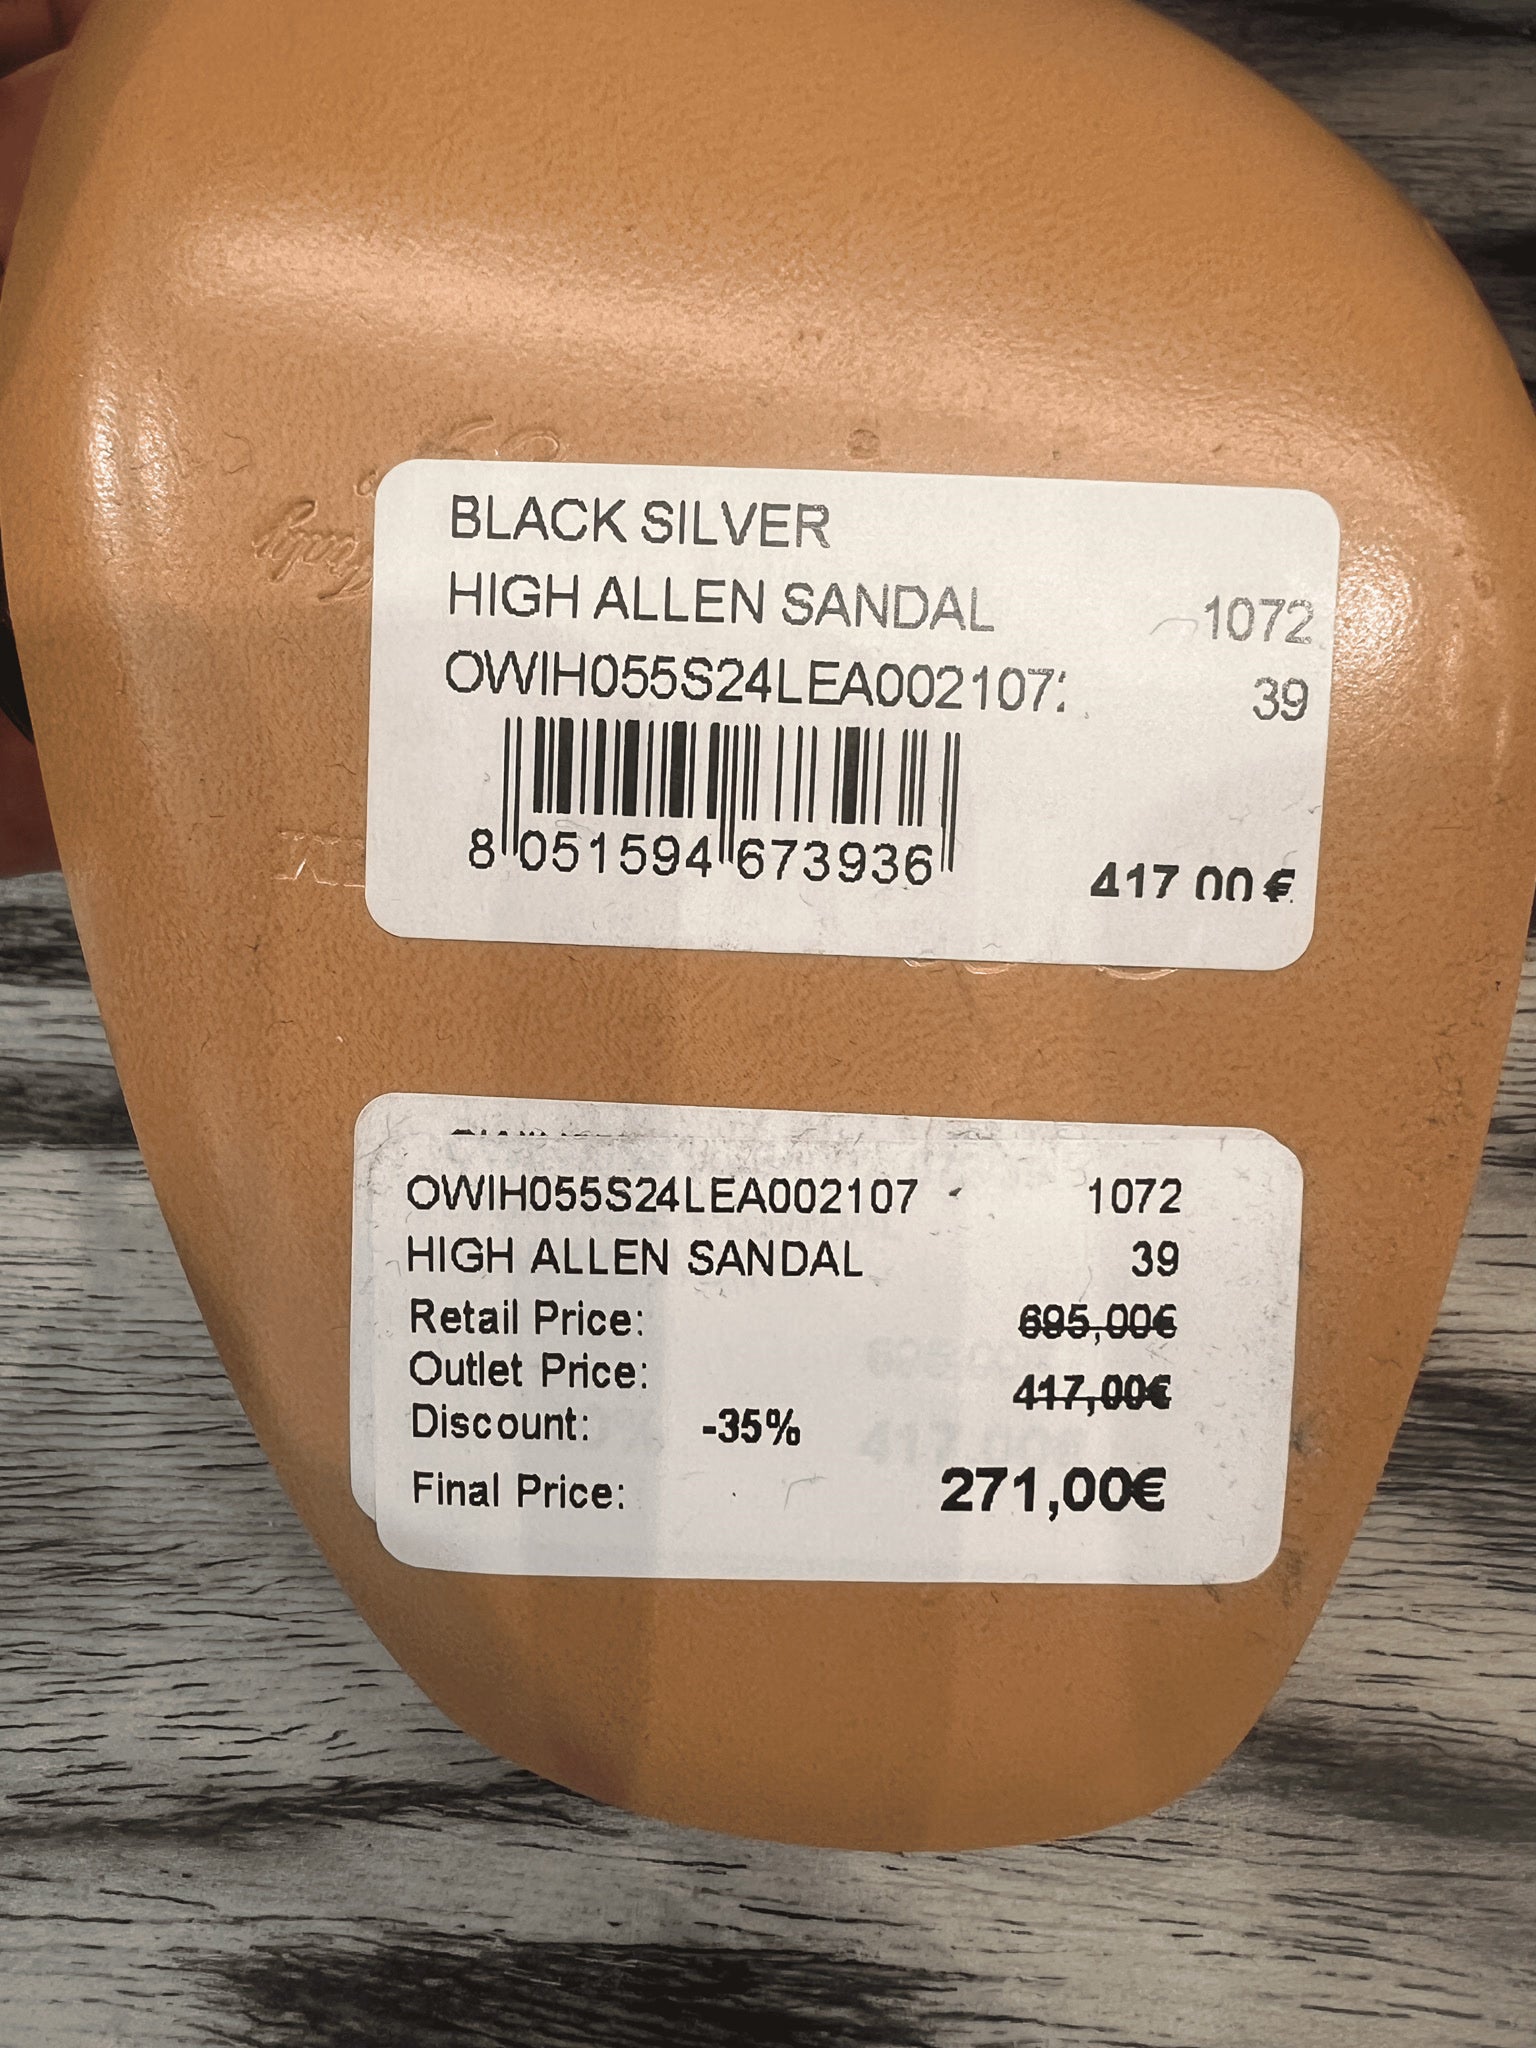 BLACK SILVER
HIGH ALLEN SANDAL 1072
OWIH055S24LEA002107 39
8 051594 673936
417.00€
OWIH055S24LEA002107 1072
HIGH ALLEN SANDAL 39
Retail Price: 695,00€
Outlet Price: 417,00€
Discount: -35%
Final Price: 271,00€